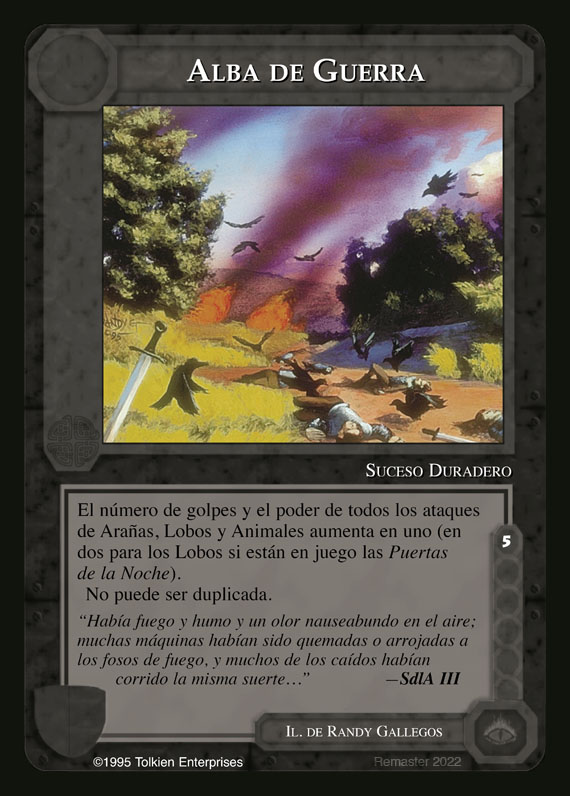 Alba de Guerra
Suceso Duradero
El número de golpes y el poder de todos los ataques
de Arañas, Lobos y Animales aumenta en uno (en
dos para los Lobos si están en juego las Puertas
de la Noche).
No puede ser duplicada.
5
“Había fuego y humo y un olor nauseabundo en el aire;
muchas máquinas habían sido quemadas o arrojadas a
los fosos de fuego, y muchos de los caídos habían
corrido la misma suerte…” —SdlA III
Il. de Randy Gallegos
©1995 Tolkien Enterprises
Remaster 2022